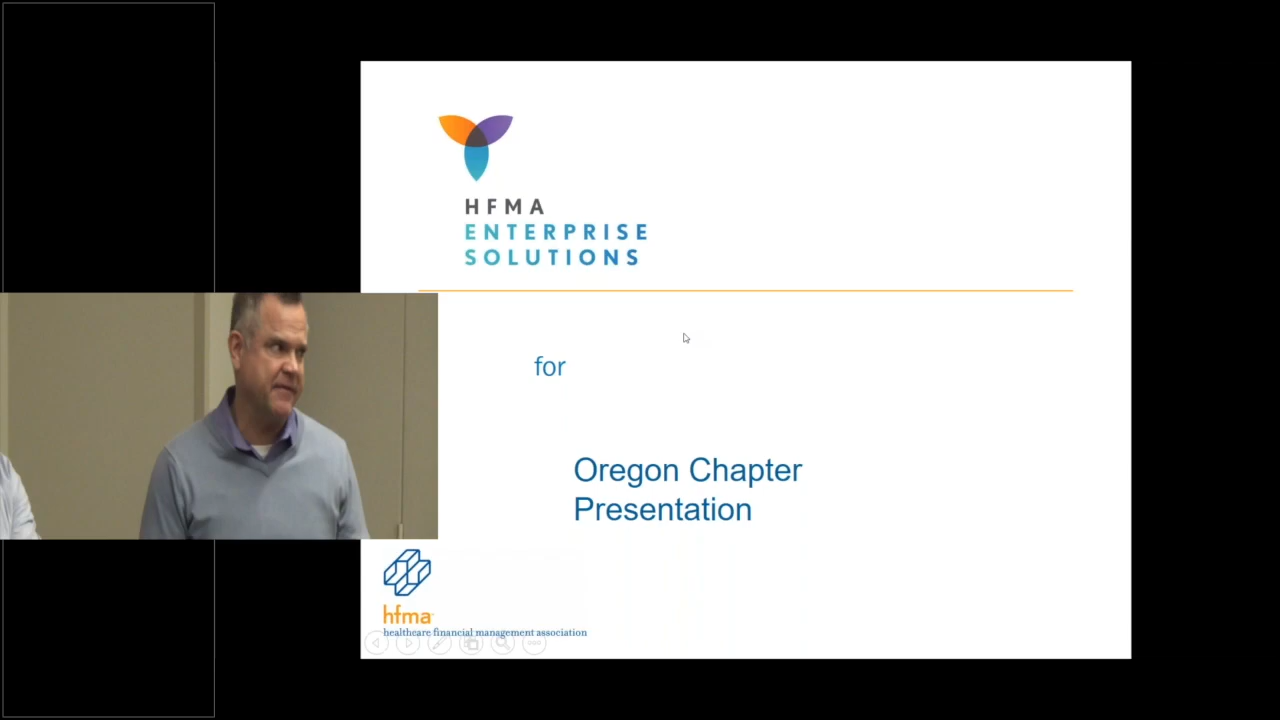 HFMA
ENTERPRISE
SOLUTIONS
for
Oregon Chapter
Presentation
hfma
healthcare financial management association